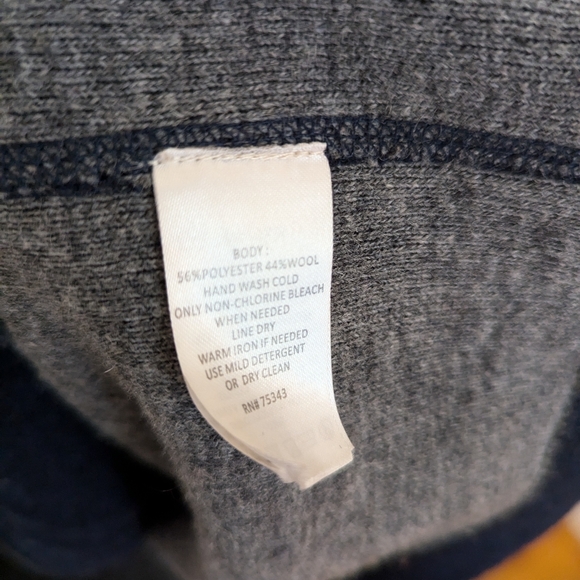 BODY :
56%POLYESTER 44%WOOL
HAND WASH COLD
ONLY NON-CHLORINE BLEACH
WHEN NEEDED
LINE DRY
WARM IRON IF NEEDED
USE MILD DETERGENT
OR DRY CLEAN
RN# 75343